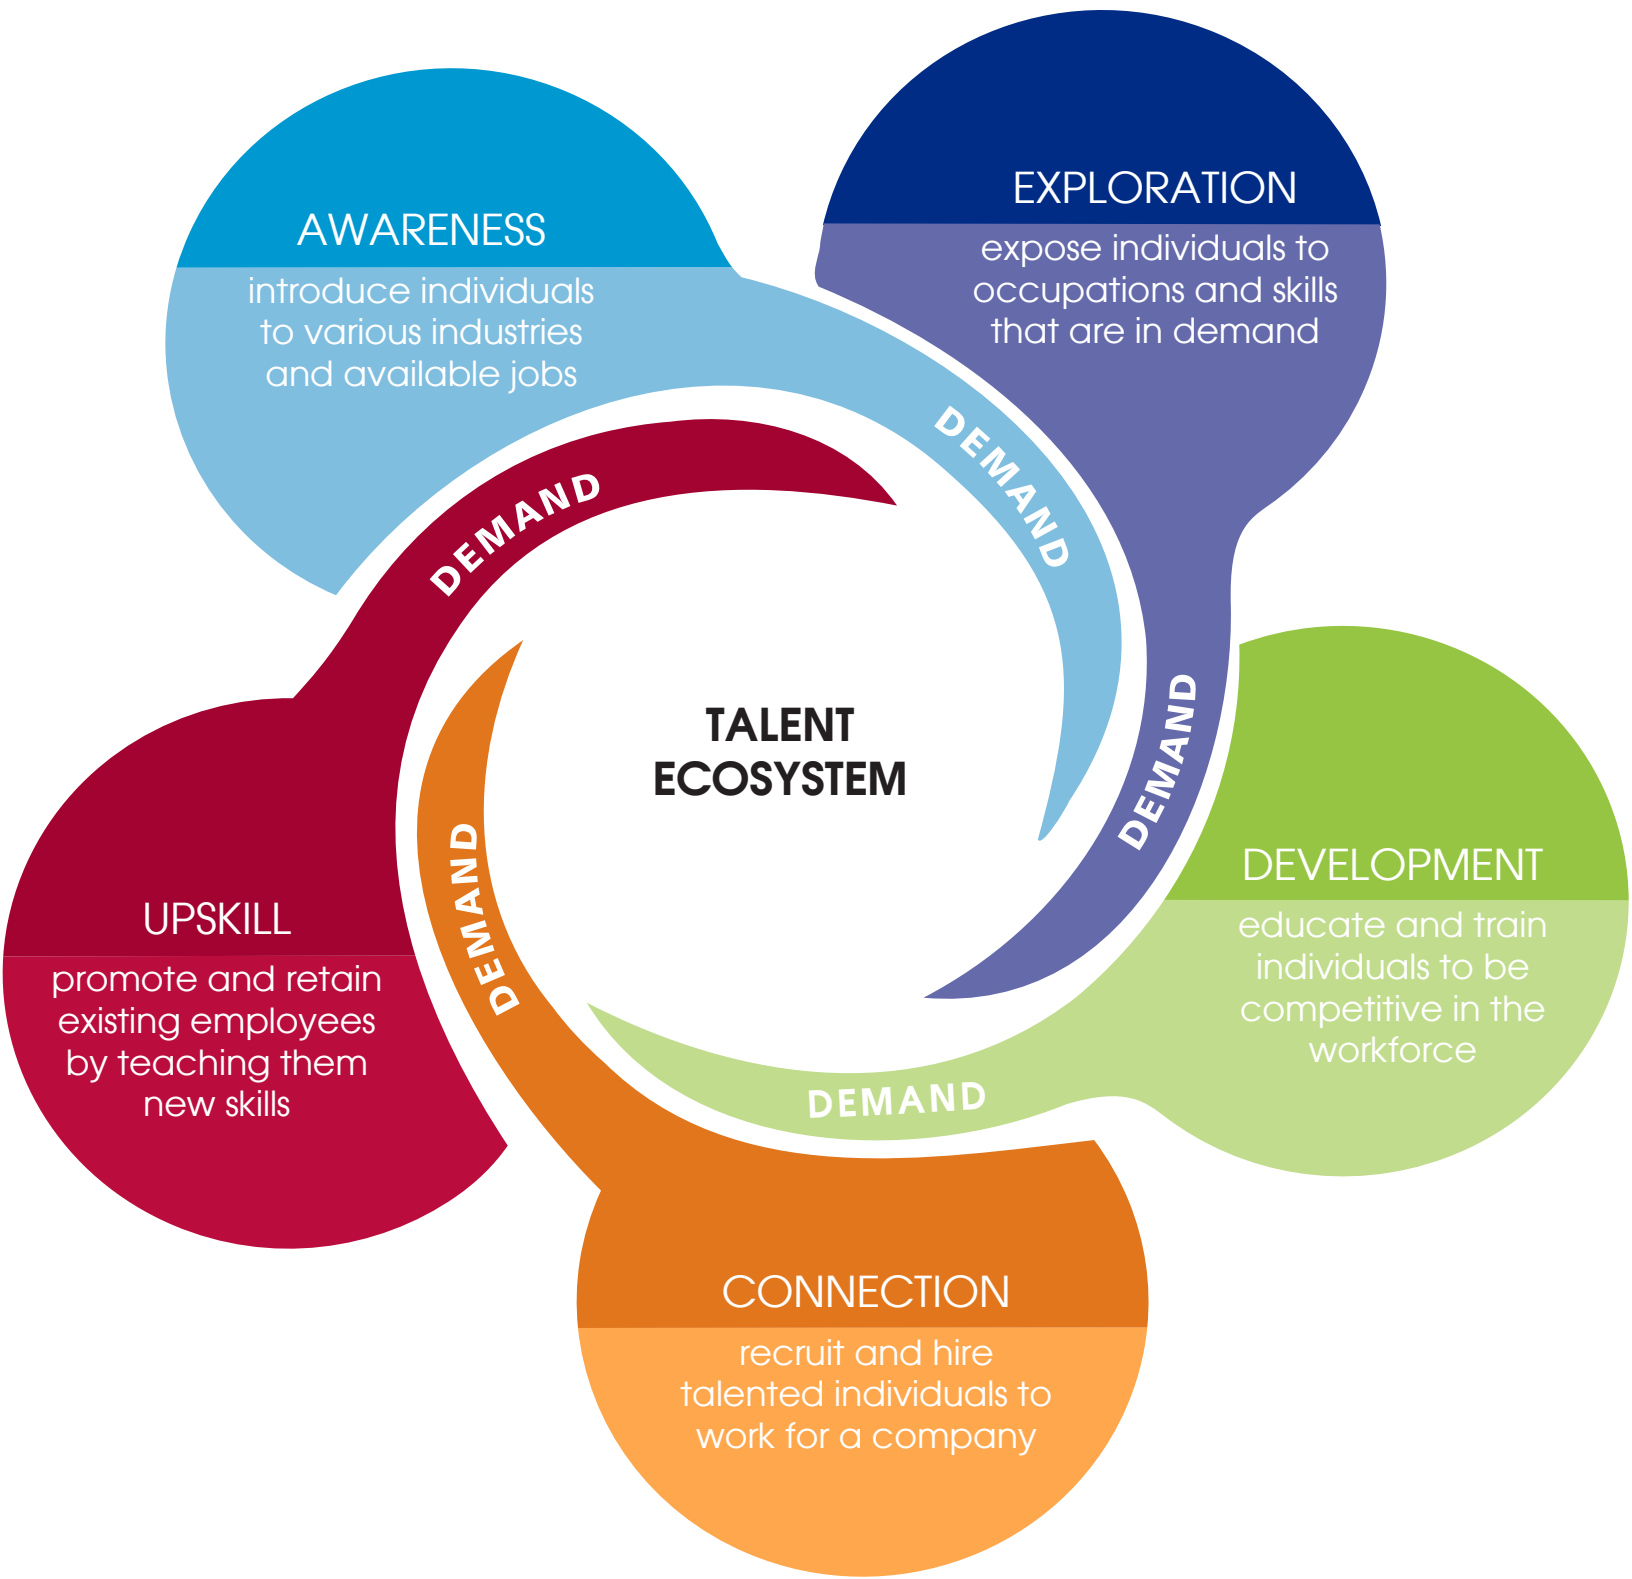 AWARENESS
introduce individuals
to various industries
and available jobs
EXPLORATION
expose individuals to
occupations and skills
that are in demand
DEMAND
DEMAND
DEMAND
TALENT
ECOSYSTEM
DEVELOPMENT
educate and train
individuals to be
competitive in the
workforce
DEMAND
UPSKILL
promote and retain
existing employees
by teaching them
new skills
DEMAND
CONNECTION
recruit and hire
talented individuals to
work for a company